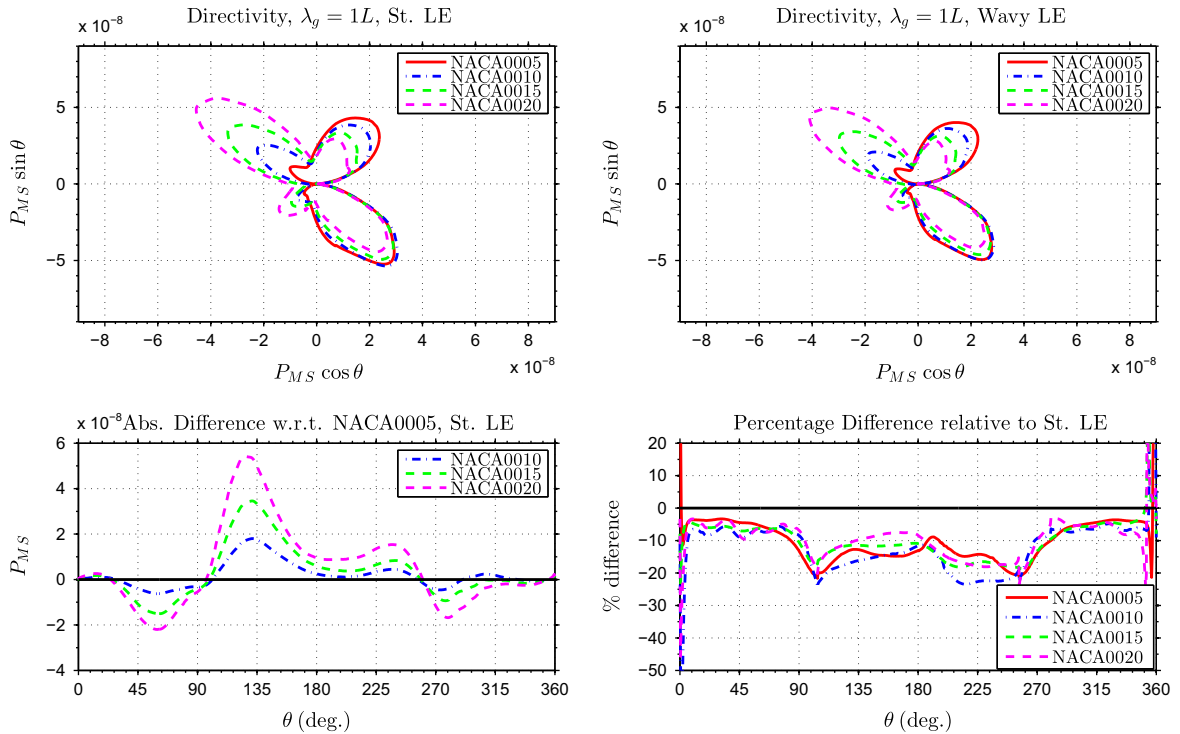 Directivity, λg = 1L, St. LE
x 10⁻⁸
NACA0005
NACA0010
NACA0015
NACA0020
5
0
−5
P_MS sin θ
−8 −6 −4 −2 0 2 4 6 8
x 10⁻⁸
P_MS cos θ
Directivity, λg = 1L, Wavy LE
x 10⁻⁸
NACA0005
NACA0010
NACA0015
NACA0020
5
0
−5
P_MS sin θ
−8 −6 −4 −2 0 2 4 6 8
x 10⁻⁸
P_MS cos θ
x 10⁻⁸ Abs. Difference w.r.t. NACA0005, St. LE
NACA0010
NACA0015
NACA0020
6
4
2
0
−2
−4
P_MS
0 45 90 135 180 225 270 315 360
θ (deg.)
Percentage Difference relative to St. LE
20
10
0
−10
−20
−30
−40
−50
% difference
NACA0005
NACA0010
NACA0015
NACA0020
0 45 90 135 180 225 270 315 360
θ (deg.)